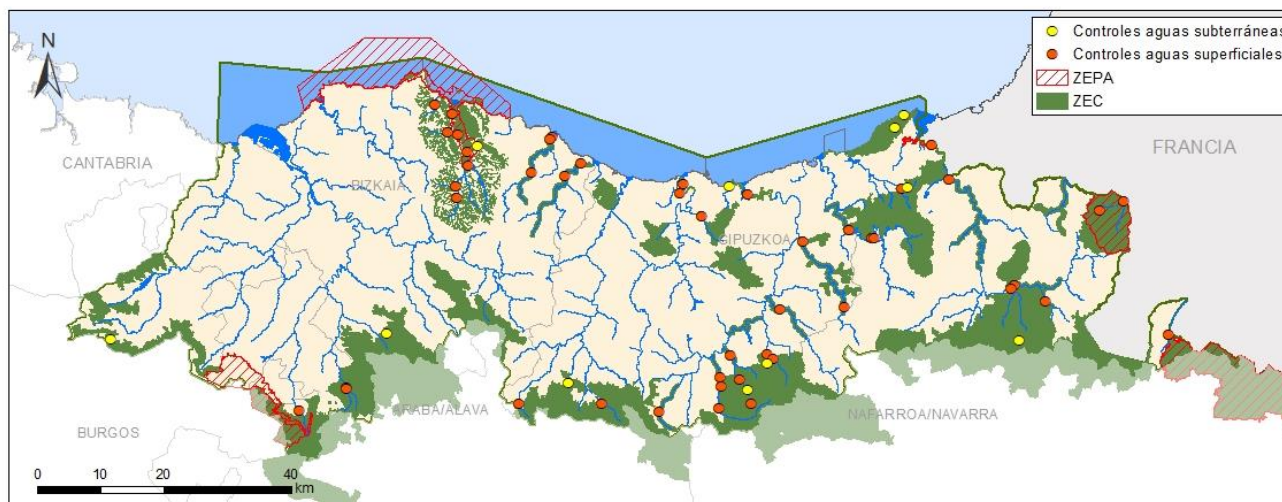 N
Controles aguas subterráneas
Controles aguas superficiales
ZEPA
ZEC
CANTABRIA
FRANCIA
BIZKAIA
GIPUZKOA
ARABA/ÁLAVA
NAFARROA/NAVARRA
BURGOS
0 10 20 40
km